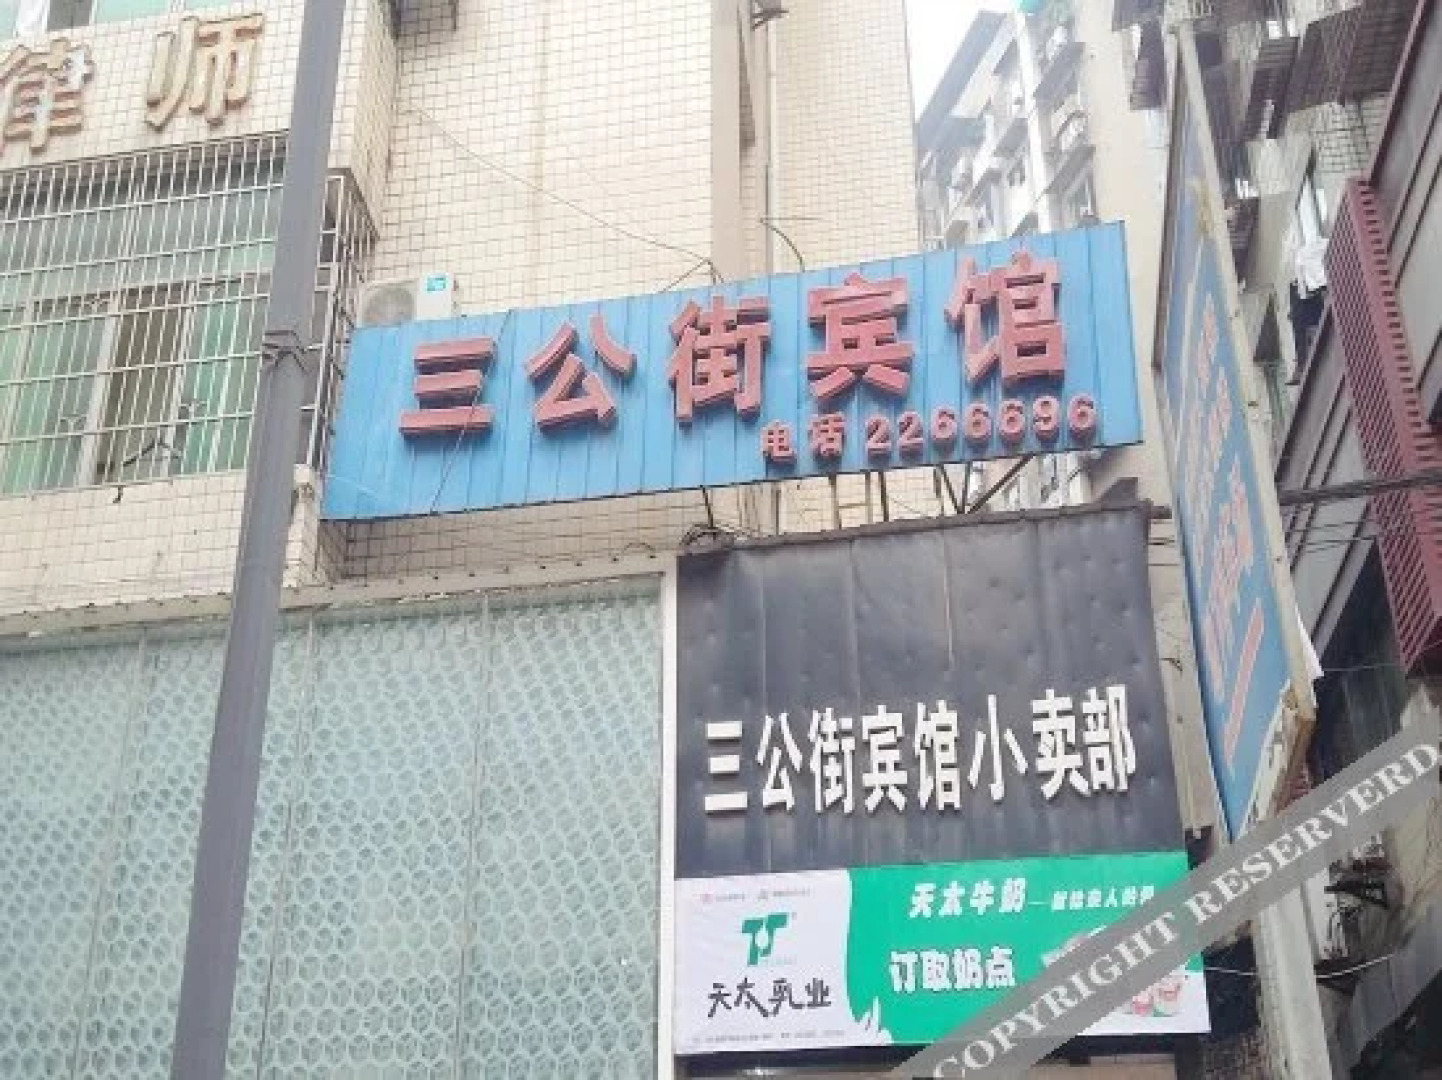 律师
三公街宾馆
电话2266696
三公街宾馆小卖部
天太牛奶
订取奶点
天太乳业
COPYRIGHT RESERVERD